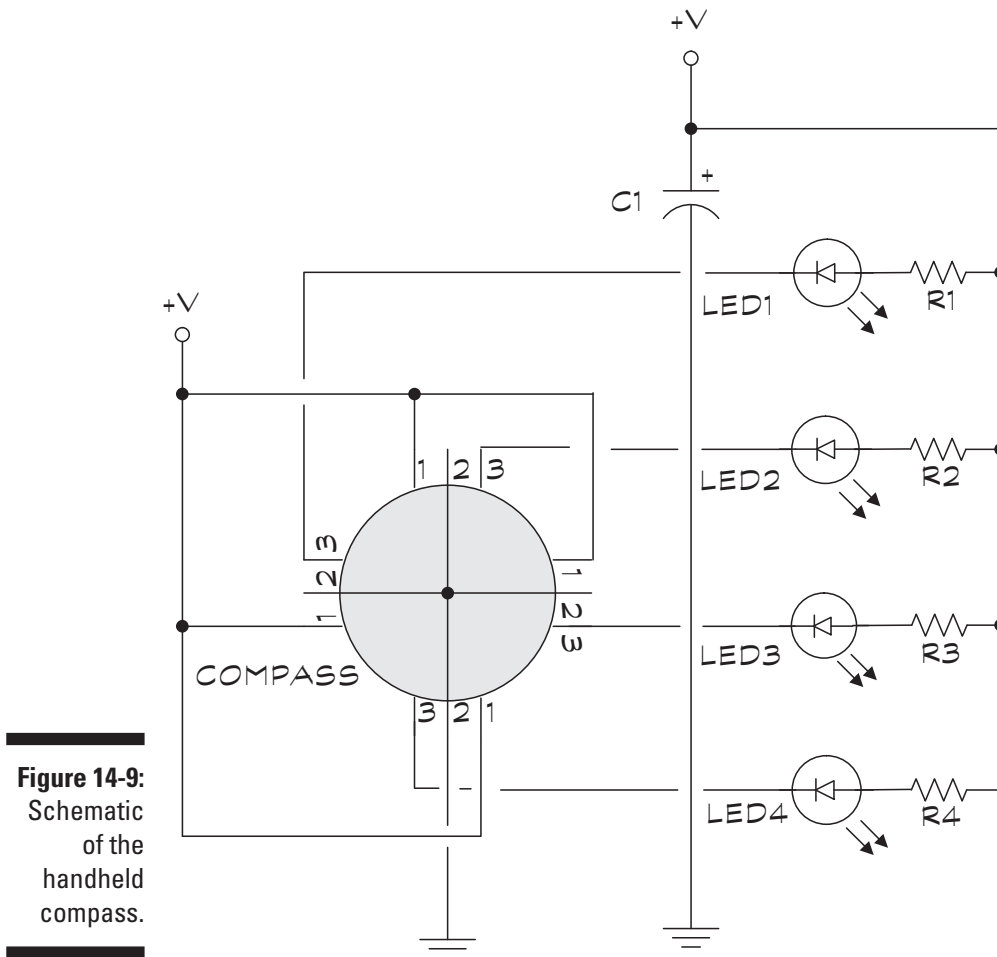 +V
C1
+
LED1
R1
+V
LED2
R2
1 2 3
3
2
1
1
2
3
LED3
R3
COMPASS
3 2 1
LED4
R4
Figure 14-9:
Schematic
of the
handheld
compass.